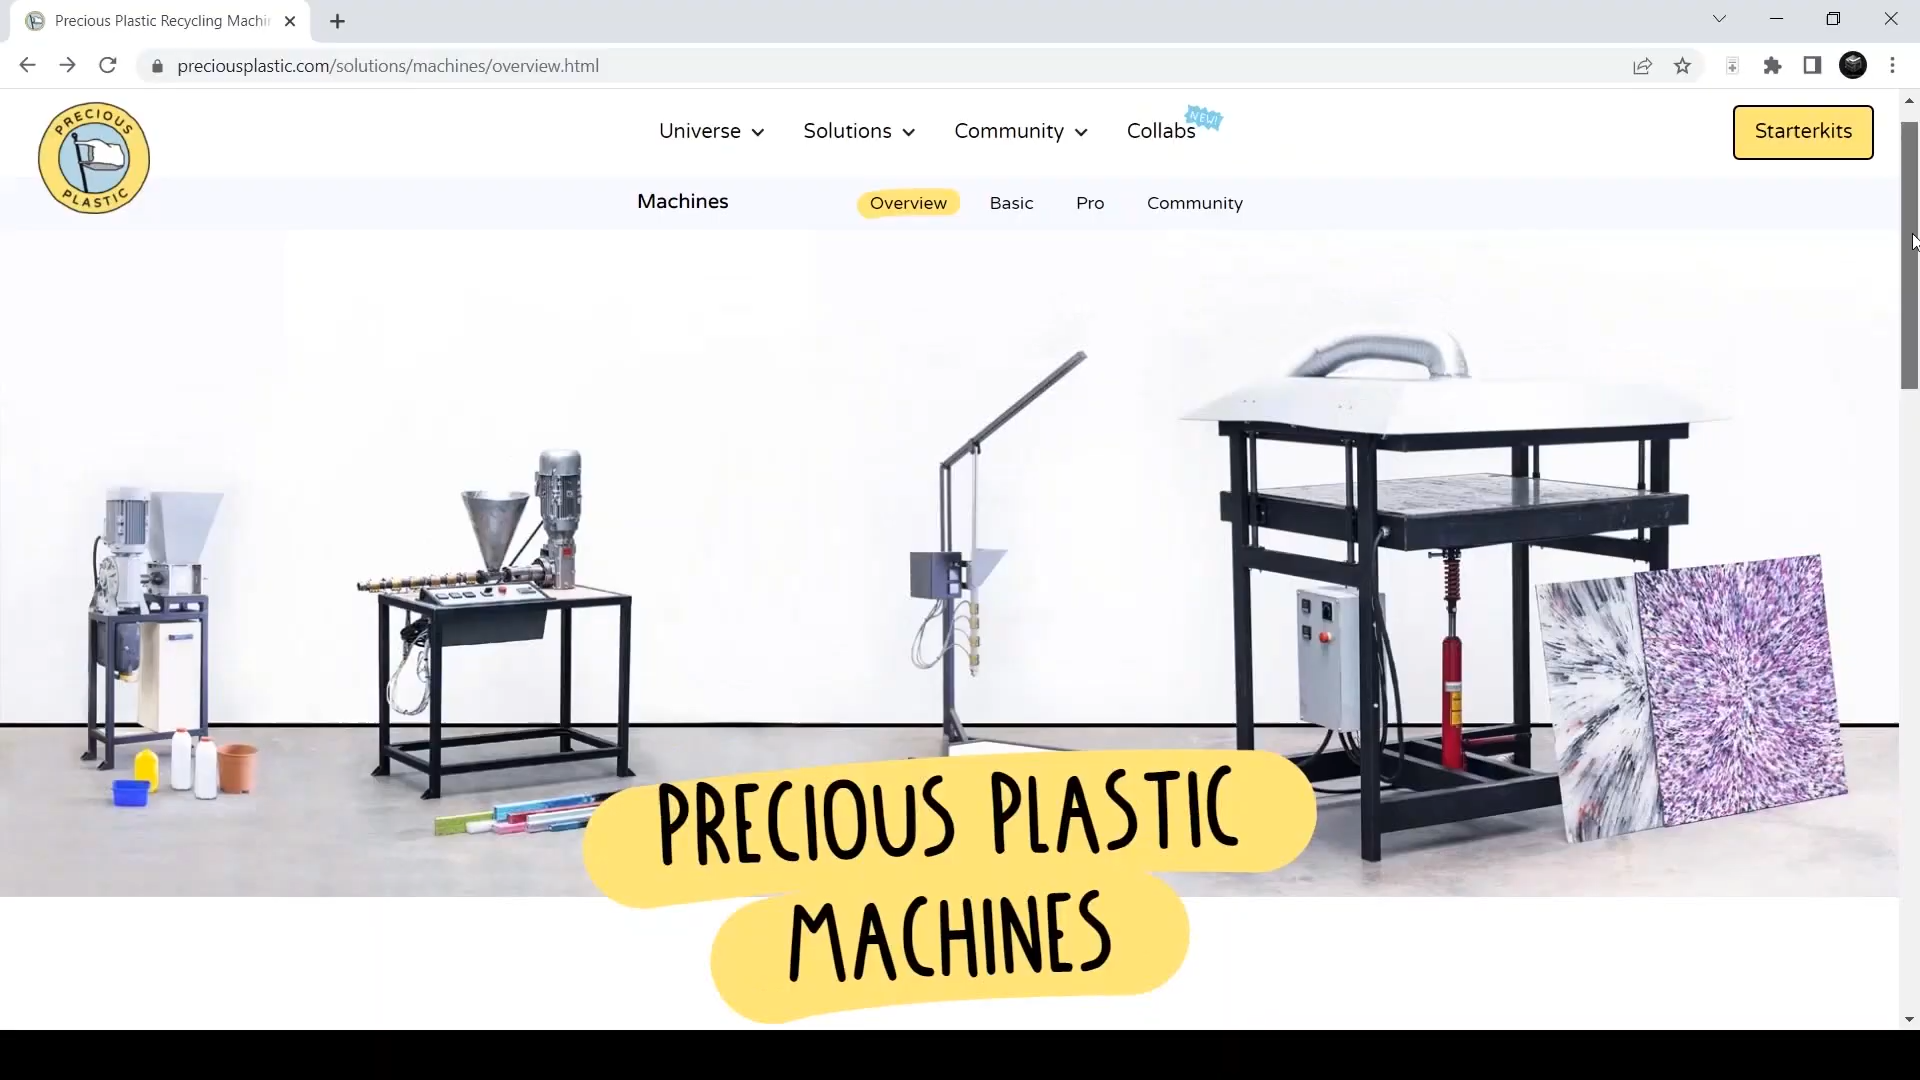 Precious Plastic Recycling Machin
preciousplastic.com/solutions/machines/overview.html
PRECIOUS
PLASTIC
Universe
Solutions
Community
Collabs
NEW!
Starterkits
Machines
Overview
Basic
Pro
Community
PRECIOUS PLASTIC
MACHINES